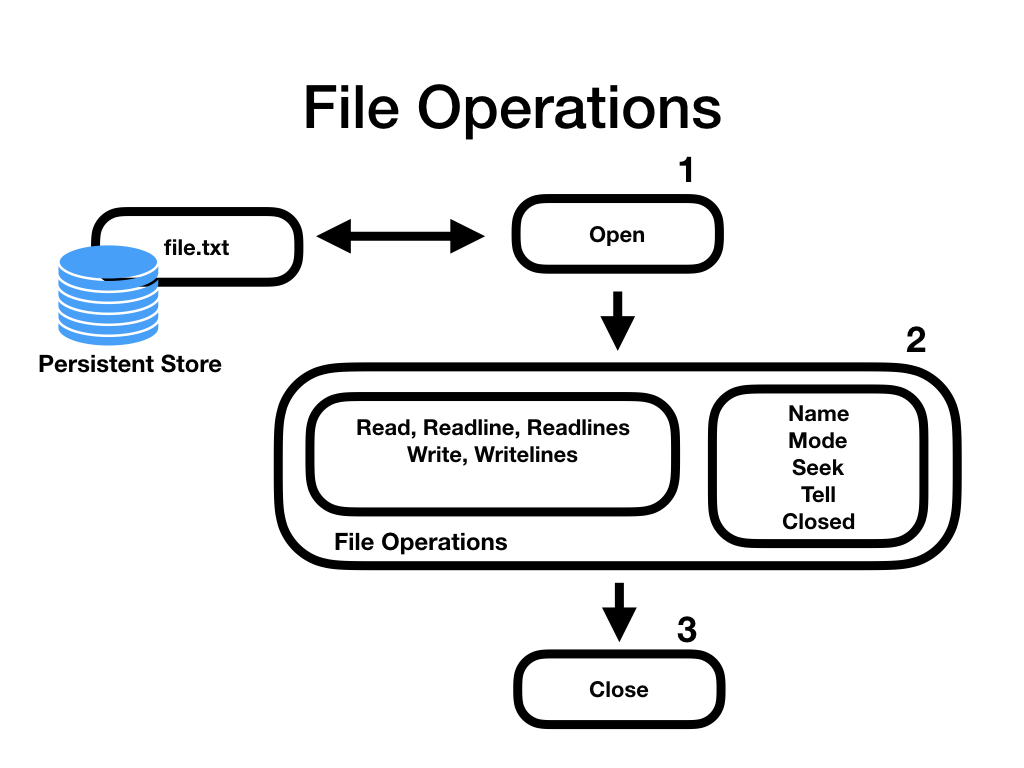 File Operations
1
file.txt
Open
Persistent Store
2
Read, Readline, Readlines
Write, Writelines
Name
Mode
Seek
Tell
Closed
File Operations
3
Close